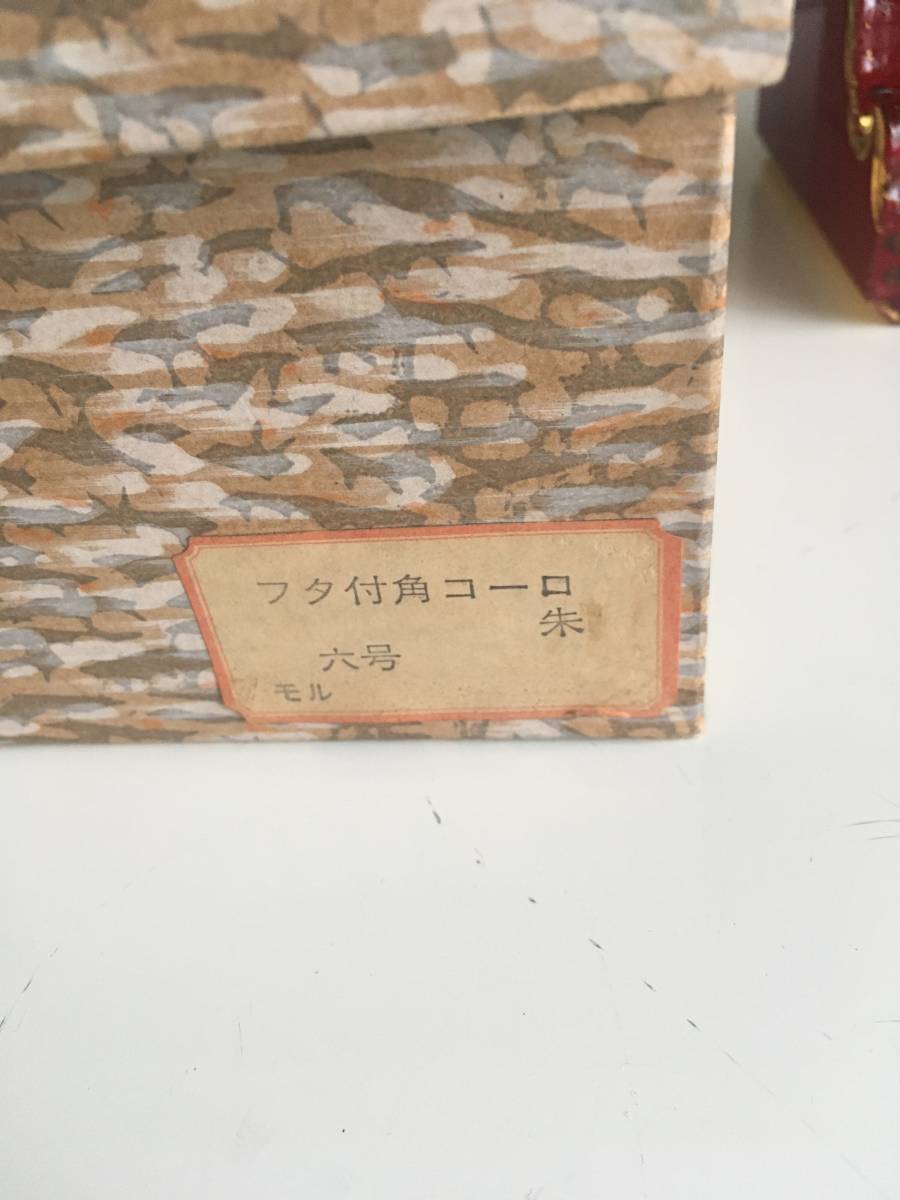 フタ付角コーロ
朱
六号
モル